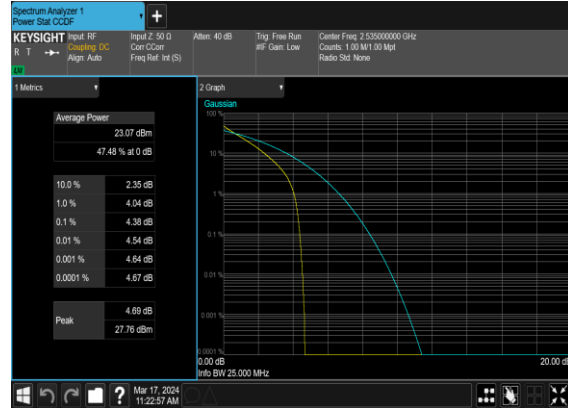 Spectrum Analyzer 1
Power Stat CCDF
KEYSIGHT
R T
LM
Input: RF
Coupling: DC
Align: Auto
Input Z: 50 Ω
Corr CCorr
Freq Ref: Int (S)
Atten: 40 dB
Trig: Free Run
#IF Gain: Low
Center Freq: 2.535000000 GHz
Counts: 1.00 M/1.00 Mpt
Radio Std: None
1 Metrics
Average Power
23.07 dBm
47.48 % at 0 dB
10.0 % 2.35 dB
1.0 % 4.04 dB
0.1 % 4.38 dB
0.01 % 4.54 dB
0.001 % 4.64 dB
0.0001 % 4.67 dB
Peak 4.69 dB
27.76 dBm
2 Graph
Gaussian
100 %
10 %
1 %
0.1 %
0.01 %
0.001 %
0.0001 %
0.00 dB
20.00 dB
Info BW 25.000 MHz
Mar 17, 2024
11:22:57 AM